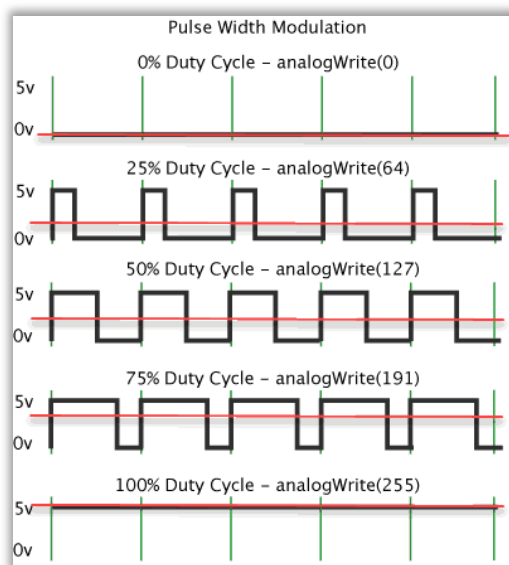 Pulse Width Modulation
0% Duty Cycle – analogWrite(0)
5v
0v
25% Duty Cycle – analogWrite(64)
5v
0v
50% Duty Cycle – analogWrite(127)
5v
0v
75% Duty Cycle – analogWrite(191)
5v
0v
100% Duty Cycle – analogWrite(255)
5v
0v